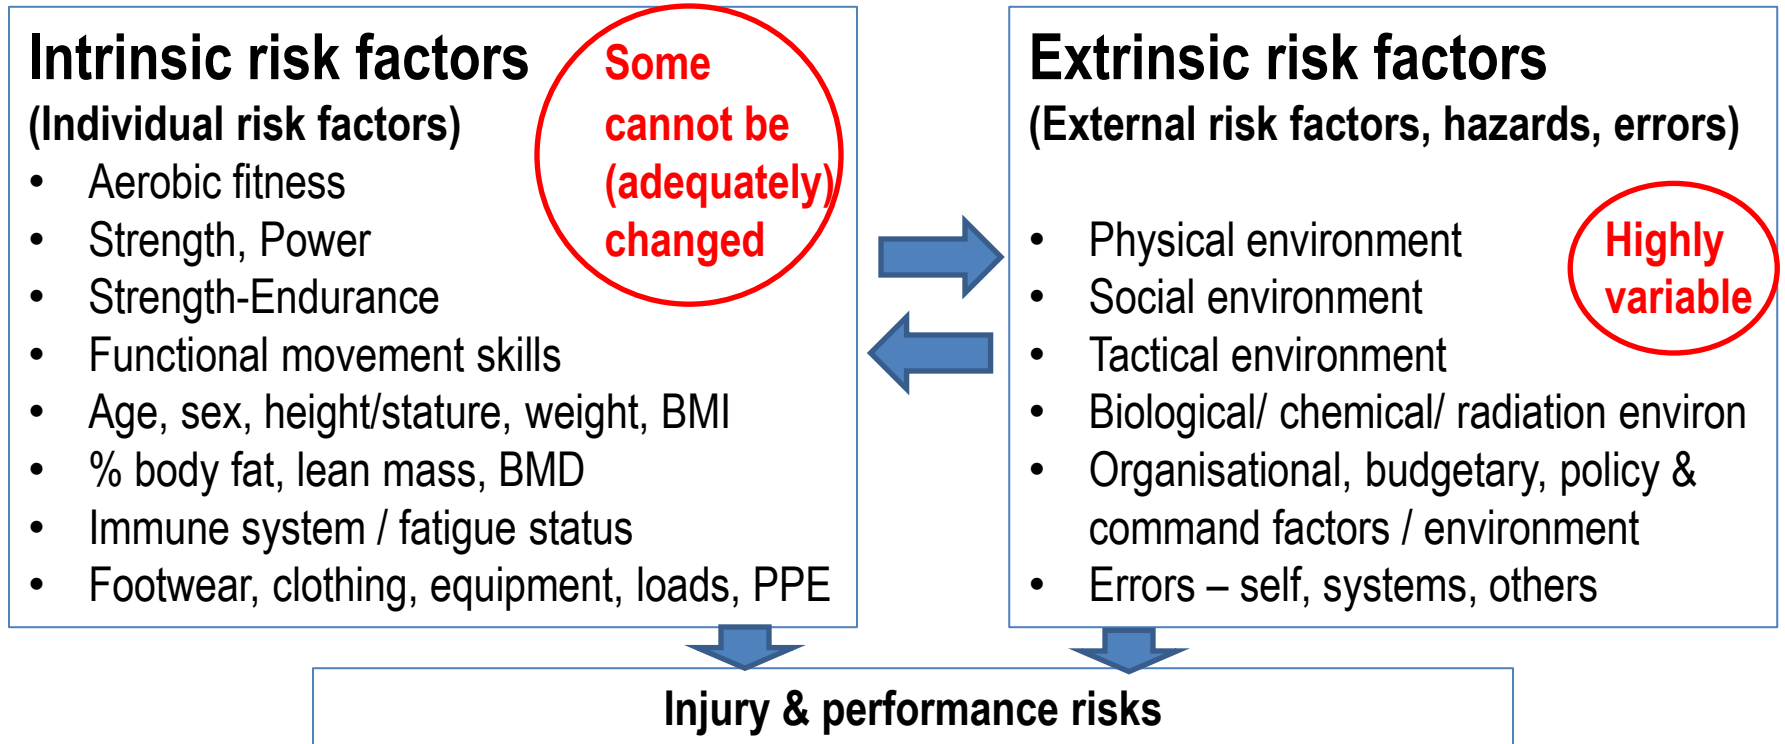 Intrinsic risk factors
(Individual risk factors)
• Aerobic fitness
• Strength, Power
• Strength-Endurance
• Functional movement skills
• Age, sex, height/stature, weight, BMI
• % body fat, lean mass, BMD
• Immune system / fatigue status
• Footwear, clothing, equipment, loads, PPE
Some
cannot be
(adequately)
changed
Extrinsic risk factors
(External risk factors, hazards, errors)
• Physical environment
• Social environment
• Tactical environment
• Biological/ chemical/ radiation environ
• Organisational, budgetary, policy &
command factors / environment
• Errors – self, systems, others
Highly
variable
Injury & performance risks